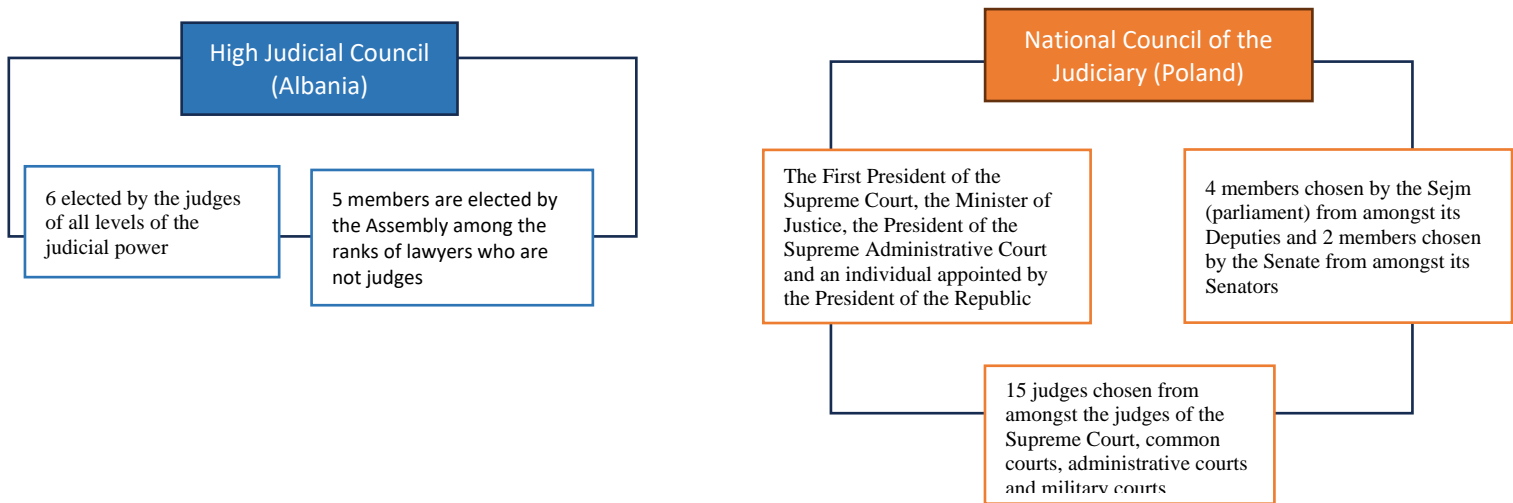 High Judicial Council
(Albania)
6 elected by the judges
of all levels of the
judicial power
5 members are elected by
the Assembly among the
ranks of lawyers who are
not judges
National Council of the
Judiciary (Poland)
The First President of the
Supreme Court, the Minister of
Justice, the President of the
Supreme Administrative Court
and an individual appointed by
the President of the Republic
4 members chosen by the Sejm
(parliament) from amongst its
Deputies and 2 members chosen
by the Senate from amongst its
Senators
15 judges chosen from
amongst the judges of the
Supreme Court, common
courts, administrative courts
and military courts